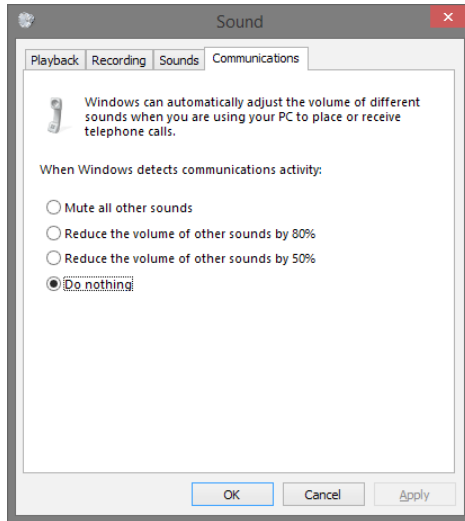 Sound
Playback Recording Sounds Communications
Windows can automatically adjust the volume of different
sounds when you are using your PC to place or receive
telephone calls.
When Windows detects communications activity:
Mute all other sounds
Reduce the volume of other sounds by 80%
Reduce the volume of other sounds by 50%
Do nothing
OK Cancel Apply